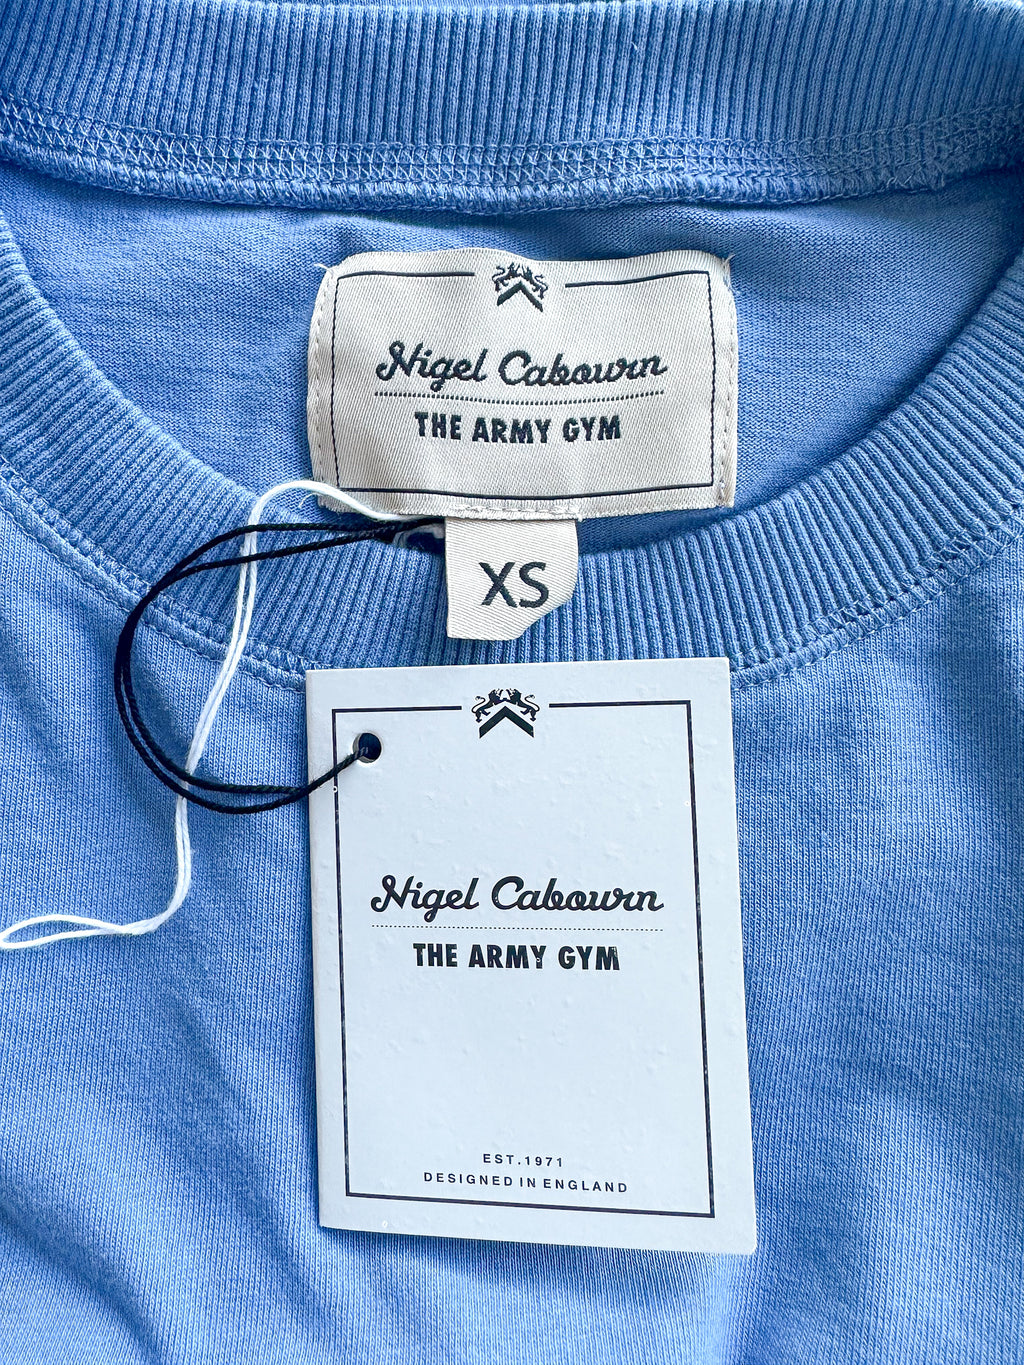 Nigel Cabourn
THE ARMY GYM
XS
Nigel Cabourn
THE ARMY GYM
EST.1971
DESIGNED IN ENGLAND